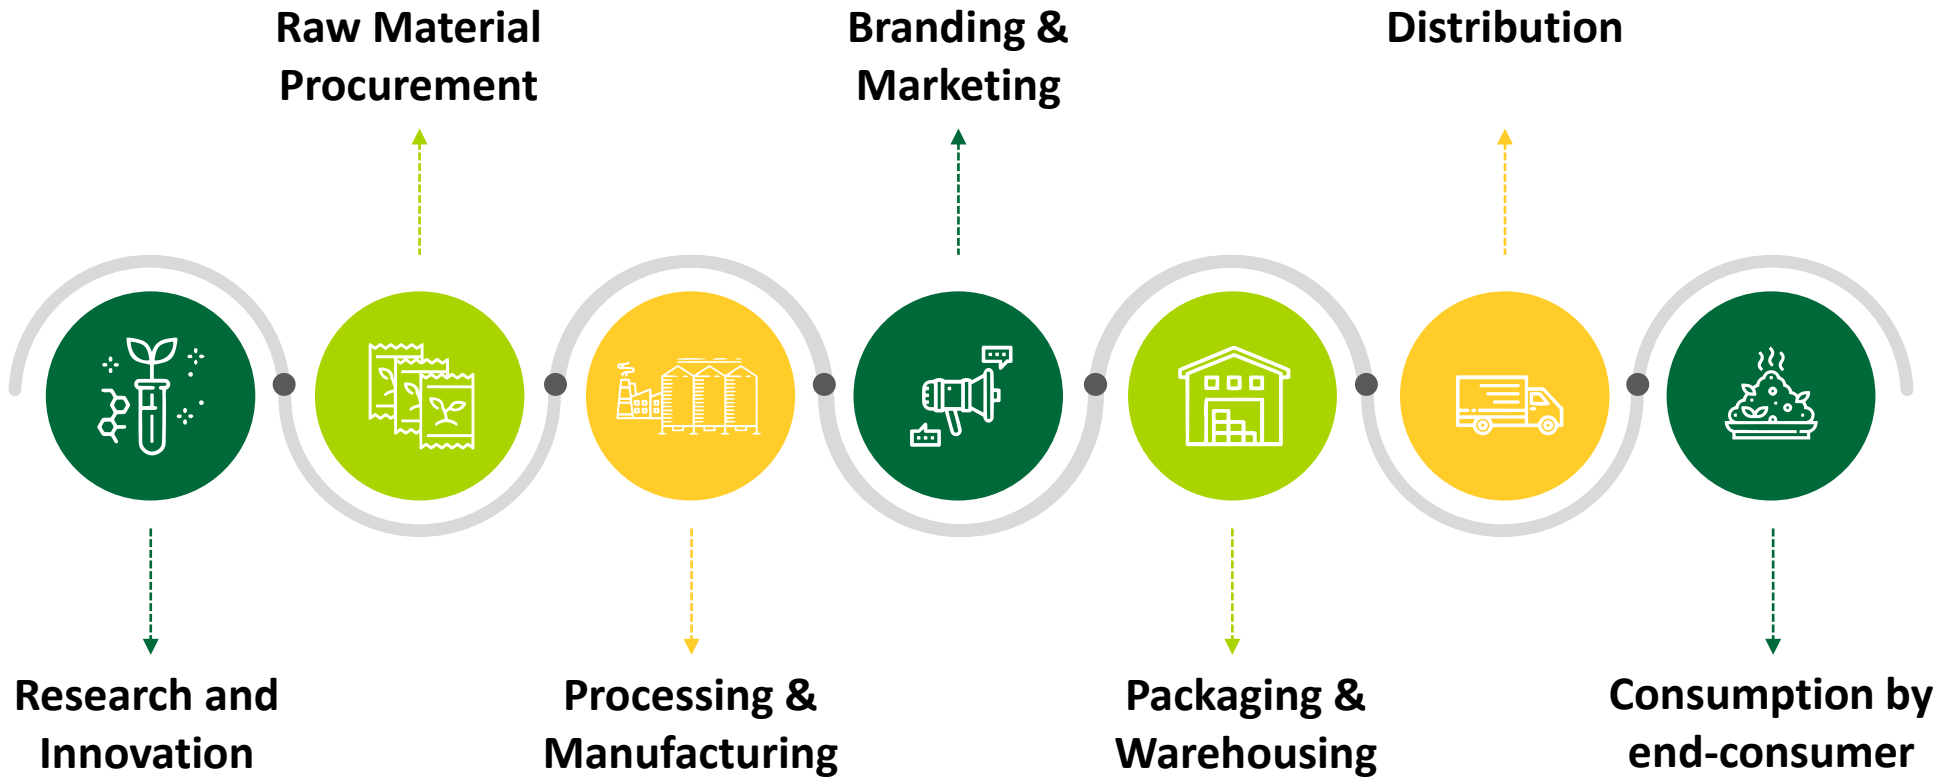 Raw Material
Procurement
Branding &
Marketing
Distribution
Research and
Innovation
Processing &
Manufacturing
Packaging &
Warehousing
Consumption by
end-consumer